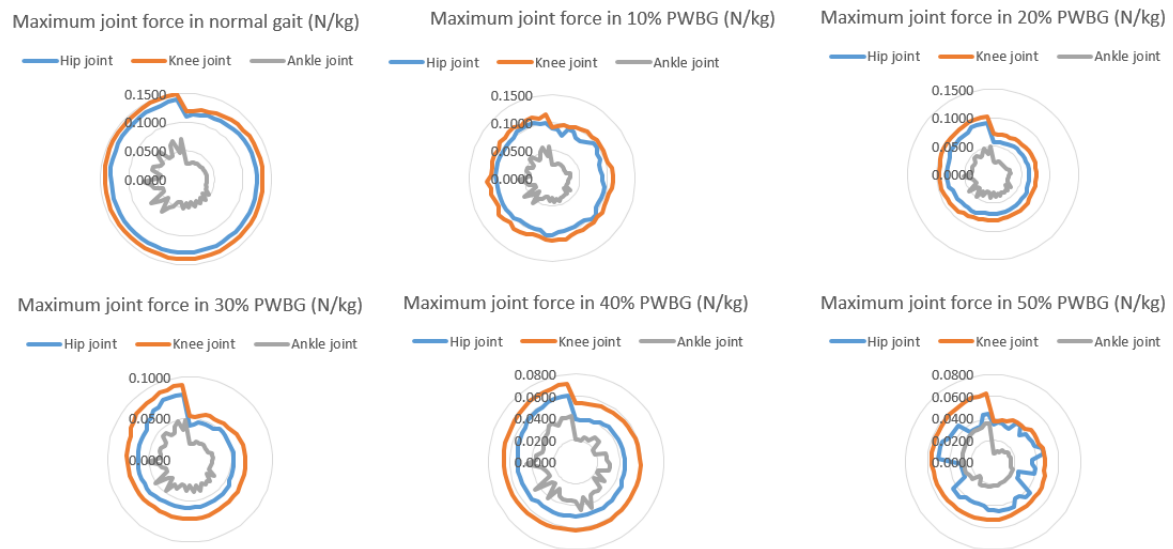 Maximum joint force in normal gait (N/kg)
Hip joint Knee joint Ankle joint
0.1500
0.1000
0.0500
0.0000
Maximum joint force in 10% PWBG (N/kg)
Hip joint Knee joint Ankle joint
0.1500
0.1000
0.0500
0.0000
Maximum joint force in 20% PWBG (N/kg)
Hip joint Knee joint Ankle joint
0.1500
0.1000
0.0500
0.0000
Maximum joint force in 30% PWBG (N/kg)
Hip joint Knee joint Ankle joint
0.1000
0.0500
0.0000
Maximum joint force in 40% PWBG (N/kg)
Hip joint Knee joint Ankle joint
0.0800
0.0600
0.0400
0.0200
0.0000
Maximum joint force in 50% PWBG (N/kg)
Hip joint Knee joint Ankle joint
0.0800
0.0600
0.0400
0.0200
0.0000